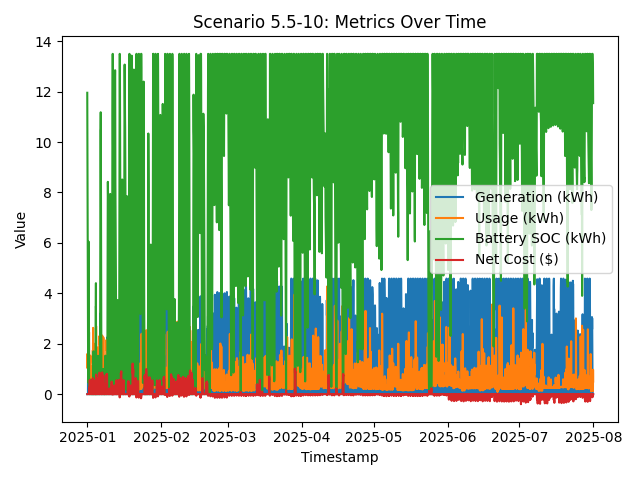 Scenario 5.5-10: Metrics Over Time
14
12
10
8
6
4
2
0
Value
Generation (kWh)
Usage (kWh)
Battery SOC (kWh)
Net Cost ($)
2025-01 2025-02 2025-03 2025-04 2025-05 2025-06 2025-07 2025-08
Timestamp